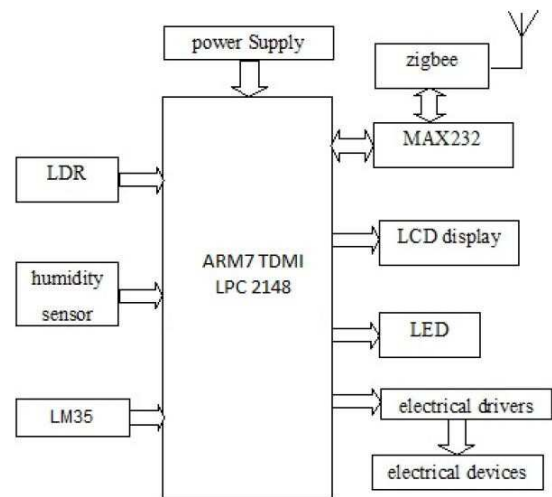 power Supply
zigbee
MAX232
LDR
LCD display
ARM7 TDMI
LPC 2148
humidity
sensor
LED
LM35
electrical drivers
electrical devices